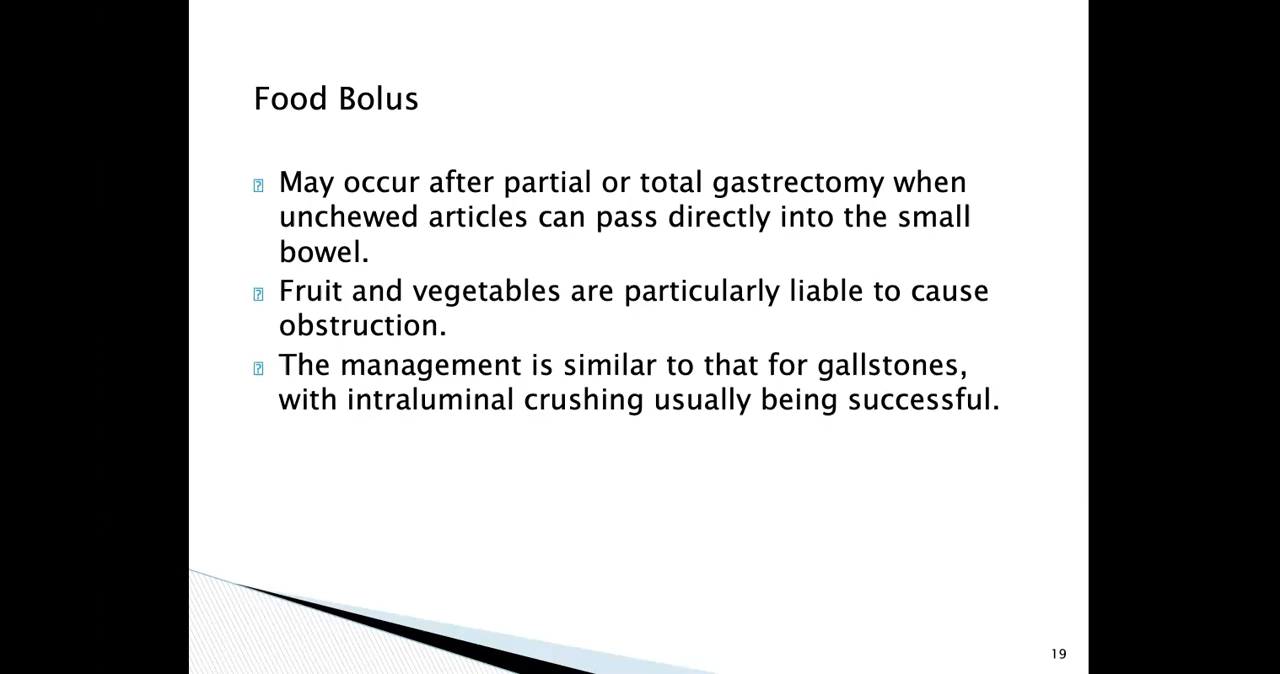 Food Bolus
May occur after partial or total gastrectomy when
unchewed articles can pass directly into the small
bowel.
Fruit and vegetables are particularly liable to cause
obstruction.
The management is similar to that for gallstones,
with intraluminal crushing usually being successful.
19